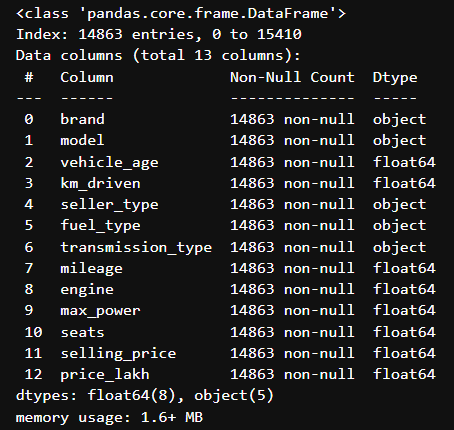 <class 'pandas.core.frame.DataFrame'>
Index: 14863 entries, 0 to 15410
Data columns (total 13 columns):
 #   Column             Non-Null Count  Dtype
---  ------             --------------  -----
 0   brand              14863 non-null  object
 1   model              14863 non-null  object
 2   vehicle_age        14863 non-null  float64
 3   km_driven          14863 non-null  float64
 4   seller_type        14863 non-null  object
 5   fuel_type          14863 non-null  object
 6   transmission_type  14863 non-null  object
 7   mileage            14863 non-null  float64
 8   engine             14863 non-null  float64
 9   max_power          14863 non-null  float64
 10  seats              14863 non-null  float64
 11  selling_price      14863 non-null  float64
 12  price_lakh         14863 non-null  float64
dtypes: float64(8), object(5)
memory usage: 1.6+ MB